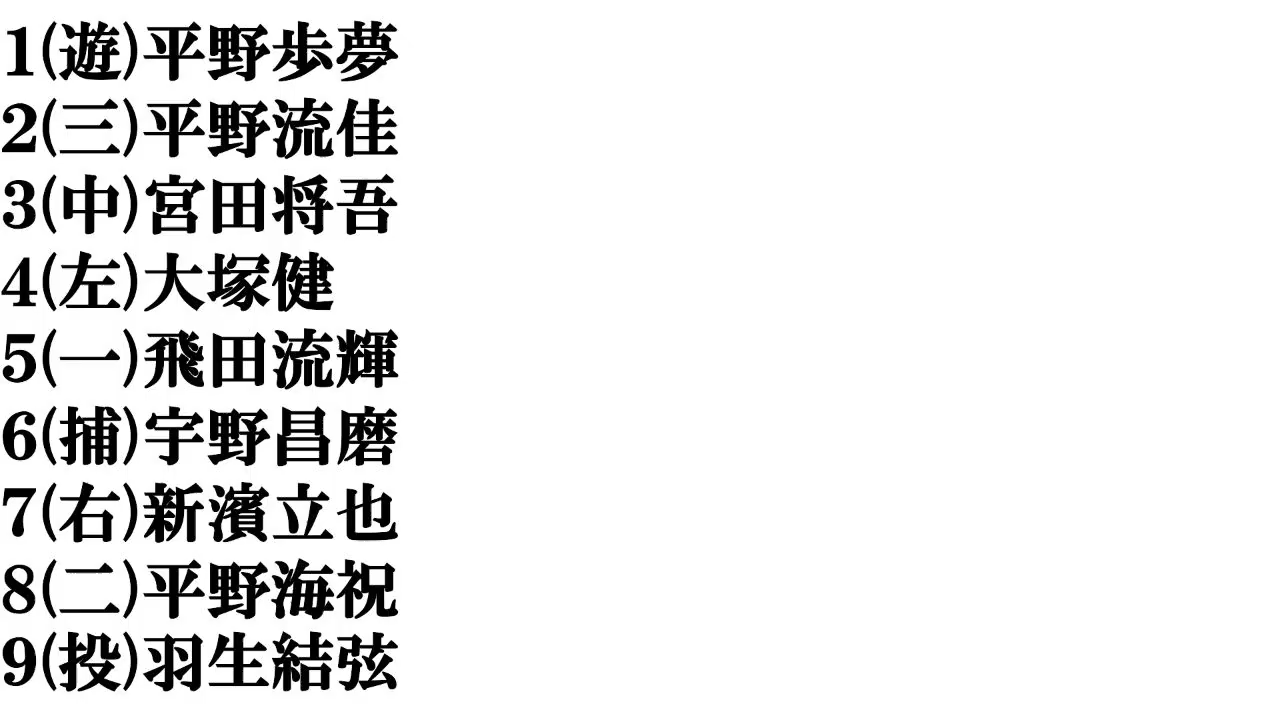 1(遊)平野歩夢
2(三)平野流佳
3(中)宮田将吾
4(左)大塚健
5(一)飛田流輝
6(捕)宇野昌磨
7(右)新濱立也
8(二)平野海祝
9(投)羽生結弦